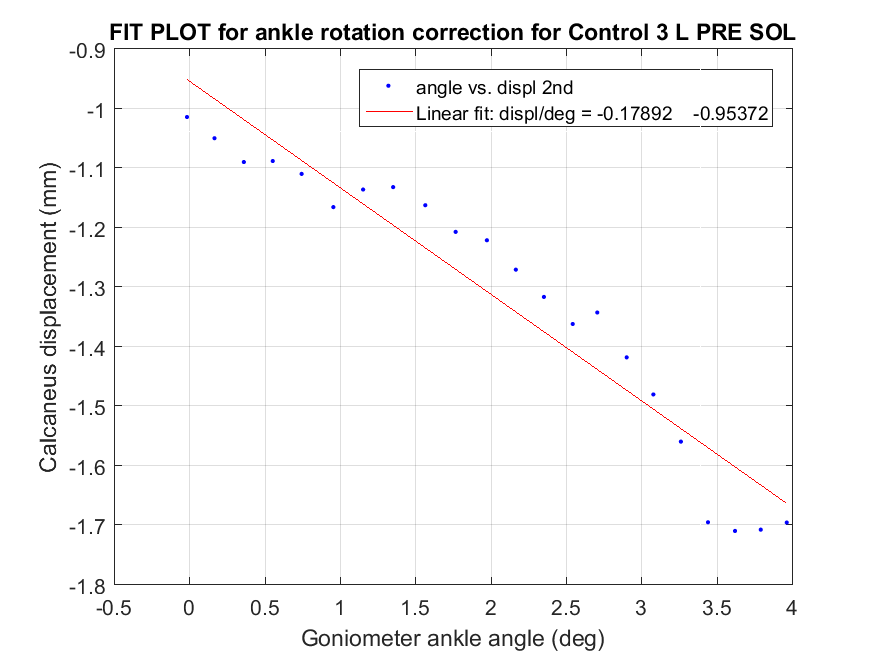 FIT PLOT for ankle rotation correction for Control 3 L PRE SOL
angle vs. displ 2nd
Linear fit: displ/deg = -0.17892 -0.95372
Calcaneus displacement (mm)
-0.9
-1
-1.1
-1.2
-1.3
-1.4
-1.5
-1.6
-1.7
-1.8
-0.5 0 0.5 1 1.5 2 2.5 3 3.5 4
Goniometer ankle angle (deg)